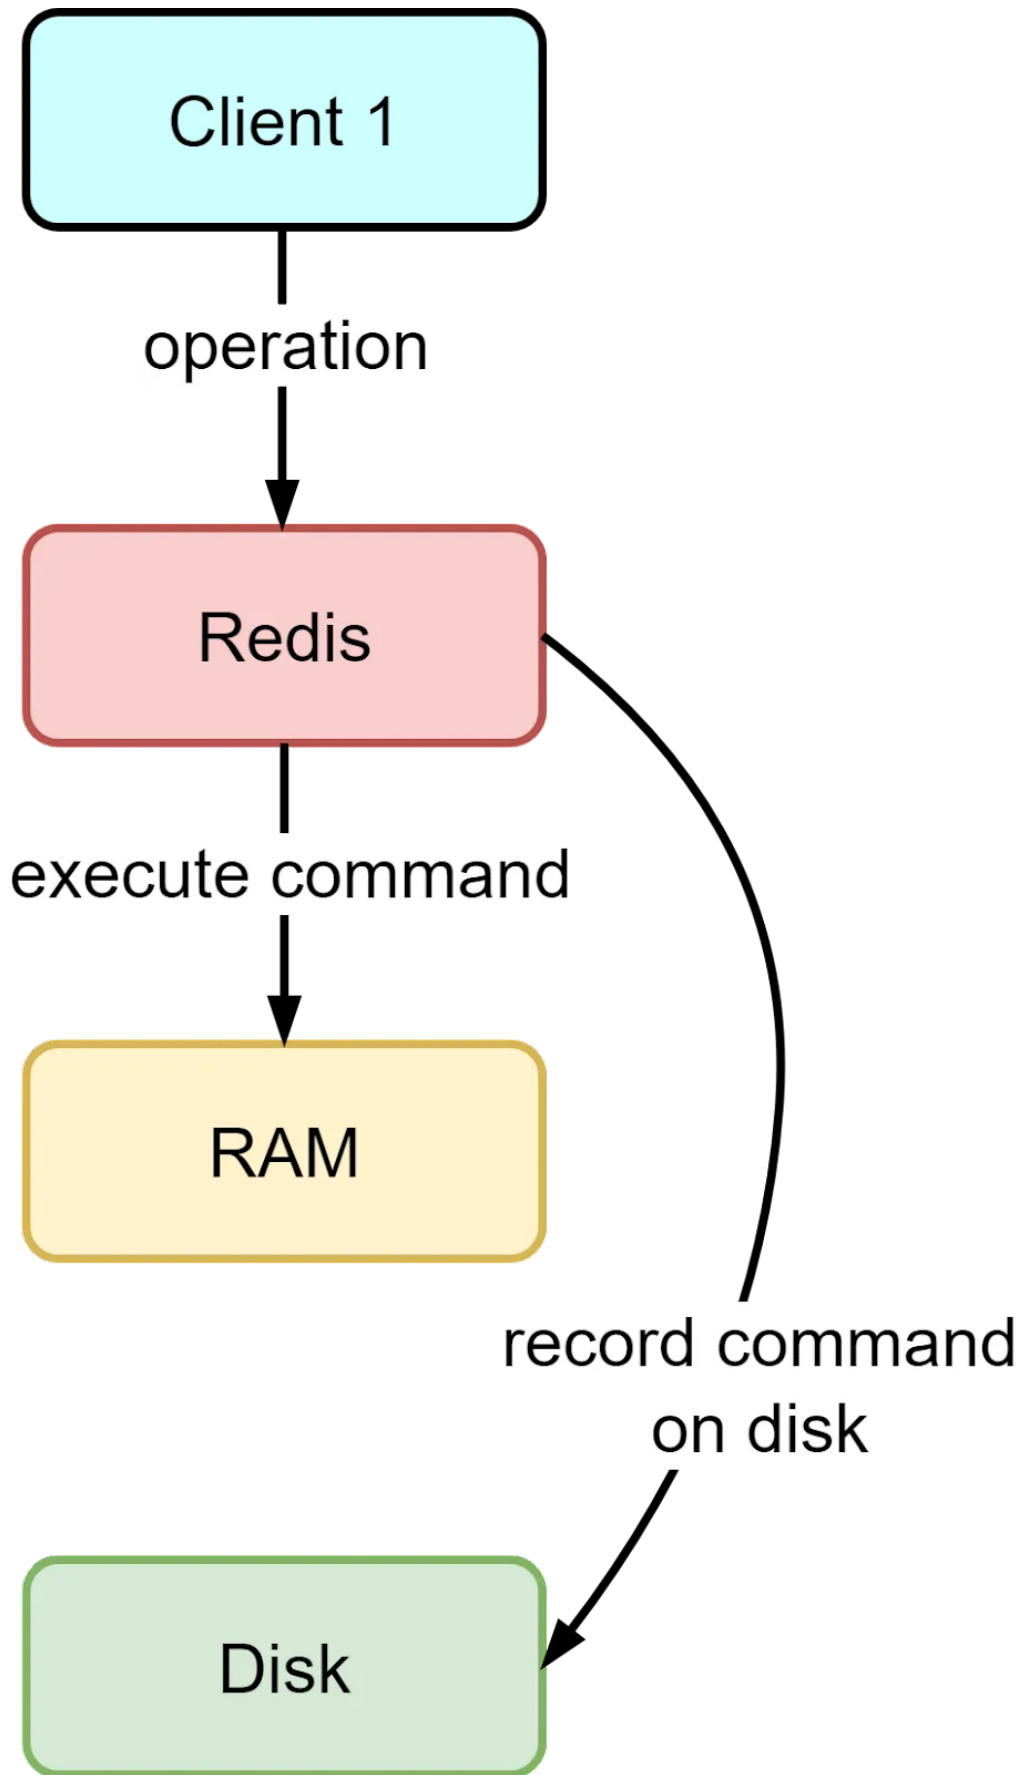 Client 1
operation
Redis
execute command
RAM
record command
on disk
Disk